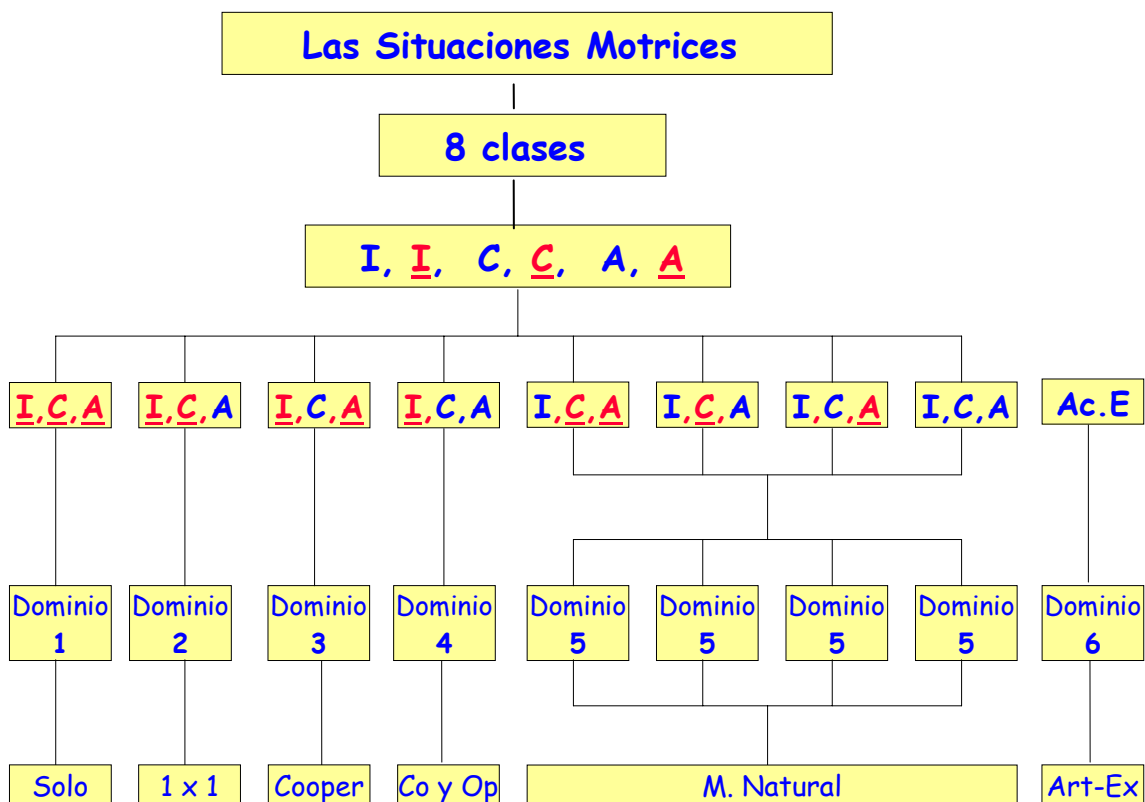 Las Situaciones Motrices
8 clases
I, I, C, C, A, A
I,C,A I,C,A I,C,A I,C,A I,C,A I,C,A I,C,A I,C,A Ac.E
Dominio Dominio Dominio Dominio Dominio Dominio Dominio Dominio Dominio
1 2 3 4 5 5 5 5 6
Solo 1 x 1 Cooper Co y Op M. Natural Art-Ex